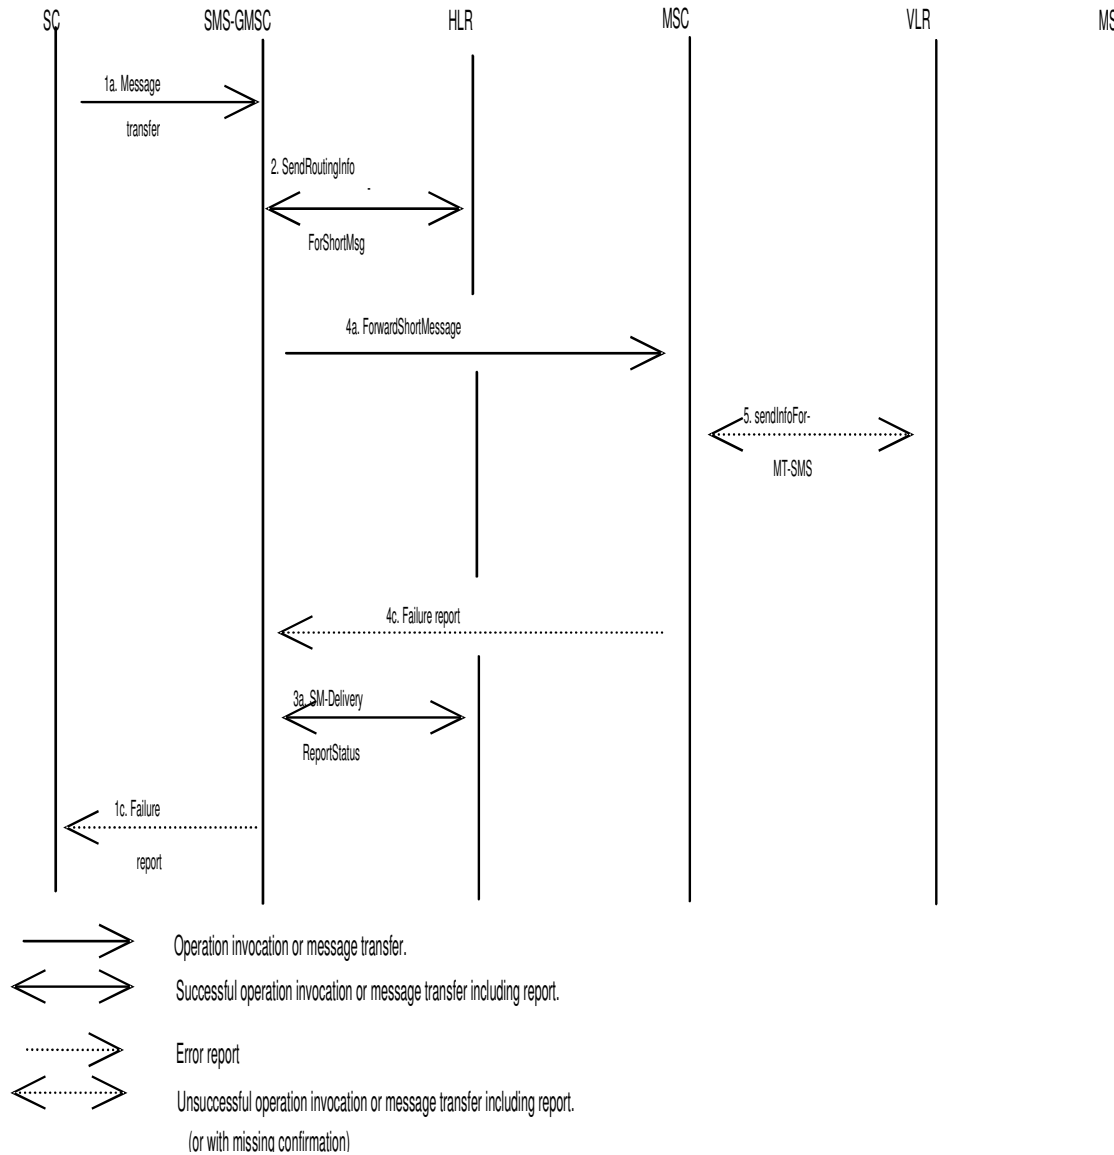 SC SMS-GMSC HLR MSC VLR MS
1a. Message
transfer
2. SendRoutingInfo
-
ForShortMsg
4a. ForwardShortMessage
5. sendInfoFor-
MT-SMS
4c. Failure report
3a. SM-Delivery
ReportStatus
1c. Failure
report
Operation invocation or message transfer.
Successful operation invocation or message transfer including report.
Error report
Unsuccessful operation invocation or message transfer including report.
(or with missing confirmation)